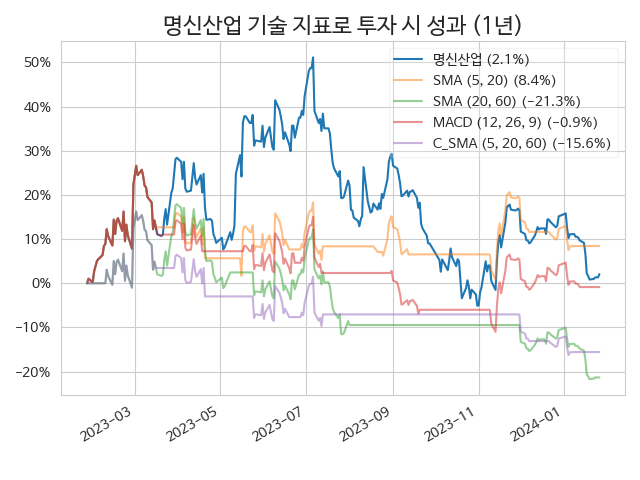 명신산업 기술 지표로 투자 시 성과 (1년)
50%
40%
30%
20%
10%
0%
−10%
−20%
명신산업 (2.1%)
SMA (5, 20) (8.4%)
SMA (20, 60) (−21.3%)
MACD (12, 26, 9) (−0.9%)
C_SMA (5, 20, 60) (−15.6%)
2023−03
2023−05
2023−07
2023−09
2023−11
2024−01